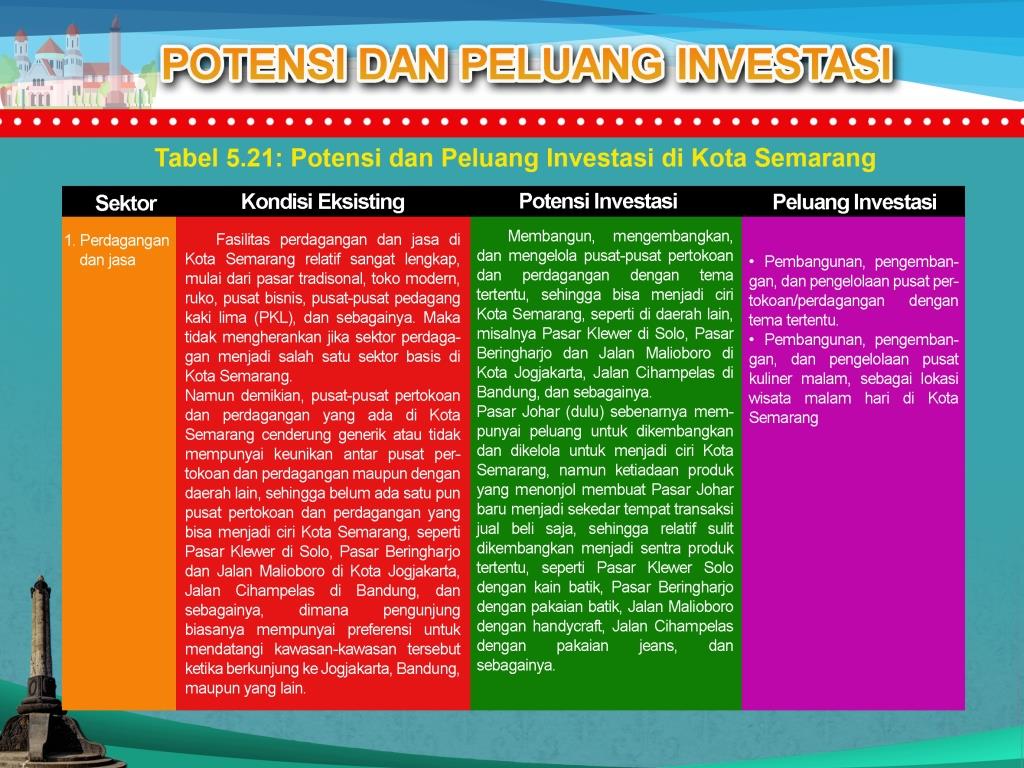 POTENSI DAN PELUANG INVESTASI
Tabel 5.21: Potensi dan Peluang Investasi di Kota Semarang
Sektor
Kondisi Eksisting
Potensi Investasi
Peluang Investasi
1. Perdagangan
dan jasa
Fasilitas perdagangan dan jasa di
Kota Semarang relatif sangat lengkap,
mulai dari pasar tradisonal, toko modern,
ruko, pusat bisnis, pusat-pusat pedagang
kaki lima (PKL), dan sebagainya. Maka
tidak mengherankan jika sektor perdaga-
gan menjadi salah satu sektor basis di
Kota Semarang.
Namun demikian, pusat-pusat pertokoan
dan perdagangan yang ada di Kota
Semarang cenderung generik atau tidak
mempunyai keunikan antar pusat per-
tokoan dan perdagangan maupun dengan
daerah lain, sehingga belum ada satu pun
pusat pertokoan dan perdagangan yang
bisa menjadi ciri Kota Semarang, seperti
Pasar Klewer di Solo, Pasar Beringharjo
dan Jalan Malioboro di Kota Jogjakarta,
Jalan Cihampelas di Bandung, dan
sebagainya, dimana pengunjung
biasanya mempunyai preferensi untuk
mendatangi kawasan-kawasan tersebut
ketika berkunjung ke Jogjakarta, Bandung,
maupun yang lain.
Membangun, mengembangkan,
dan mengelola pusat-pusat pertokoan
dan perdagangan dengan tema
tertentu, sehingga bisa menjadi ciri
Kota Semarang, seperti di daerah lain,
misalnya Pasar Klewer di Solo, Pasar
Beringharjo dan Jalan Malioboro di
Kota Jogjakarta, Jalan Cihampelas di
Bandung, dan sebagainya.
Pasar Johar (dulu) sebenarnya mem-
punyai peluang untuk dikembangkan
dan dikelola untuk menjadi ciri Kota
Semarang, namun ketiadaan produk
yang menonjol membuat Pasar Johar
baru menjadi sekedar tempat transaksi
jual beli saja, sehingga relatif sulit
dikembangkan menjadi sentra produk
tertentu, seperti Pasar Klewer Solo
dengan kain batik, Pasar Beringharjo
dengan pakaian batik, Jalan Malioboro
dengan handycraft, Jalan Cihampelas
dengan pakaian jeans, dan
sebagainya.
• Pembangunan, pengemban-
gan, dan pengelolaan pusat per-
tokoan/perdagangan dengan
tema tertentu.
• Pembangunan, pengemban-
gan, dan pengelolaan pusat
kuliner malam, sebagai lokasi
wisata malam hari di Kota
Semarang